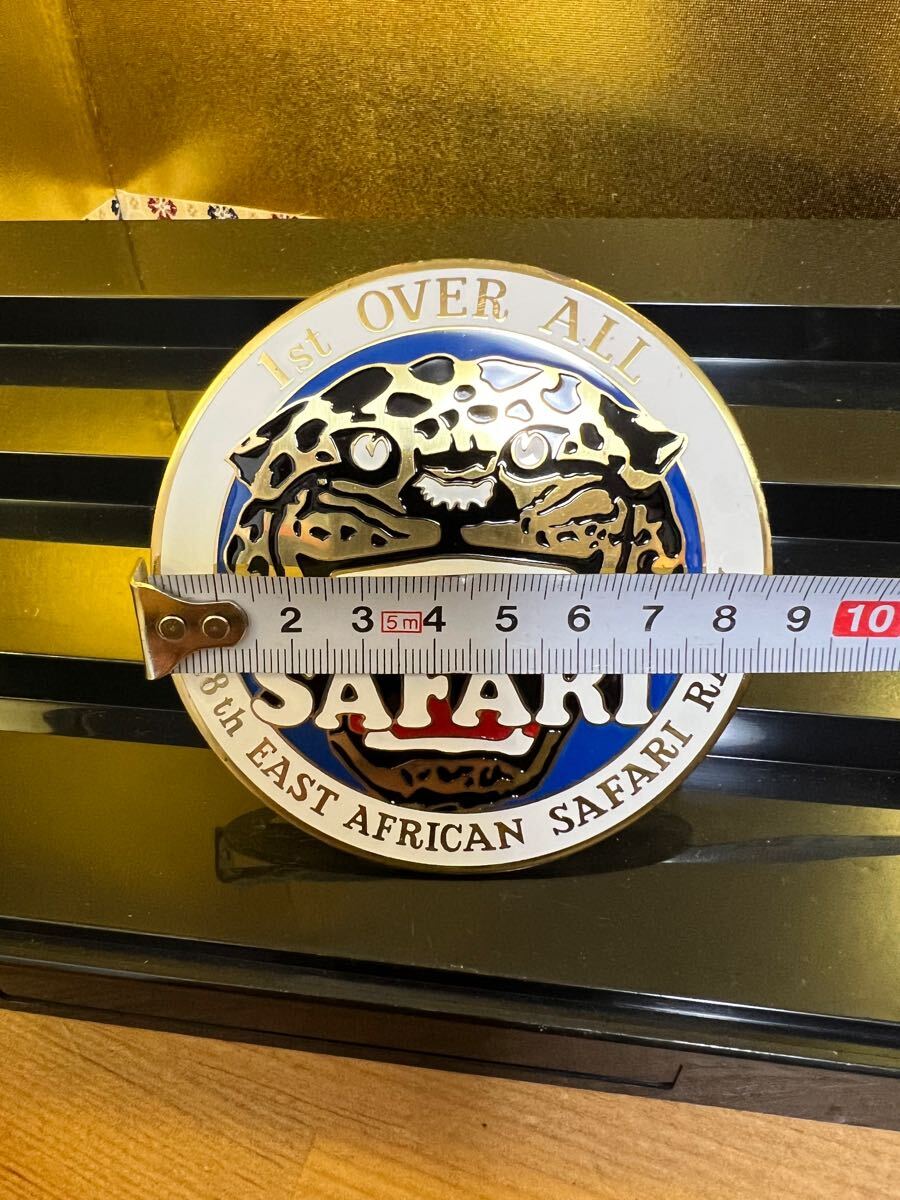 1st OVER ALL
2 3 5m 4 5 6 7 8 9 10
SAFARI
8th EAST AFRICAN SAFARI